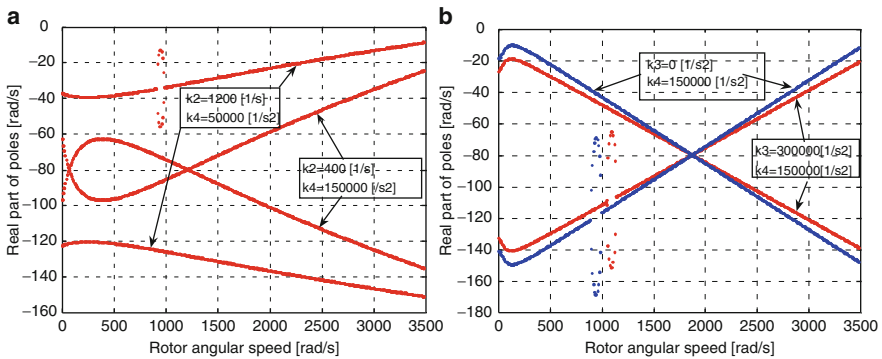 a
0
−20
−40
−60
−80
−100
−120
−140
−160
0 500 1000 1500 2000 2500 3000 3500
Real part of poles [rad/s]
Rotor angular speed [rad/s]
k2=1200 [1/s]
k4=50000 [1/s2]
k2=400 [1/s]
k4=150000 [/s2]
b
0
−20
−40
−60
−80
−100
−120
−140
−160
−180
0 500 1000 1500 2000 2500 3000 3500
Real part of poles [rad/s]
Rotor angular speed [rad/s]
k3=0 [1/s2]
k4=150000 [1/s2]
k3=300000[1/s2]
k4=150000[1/s2]